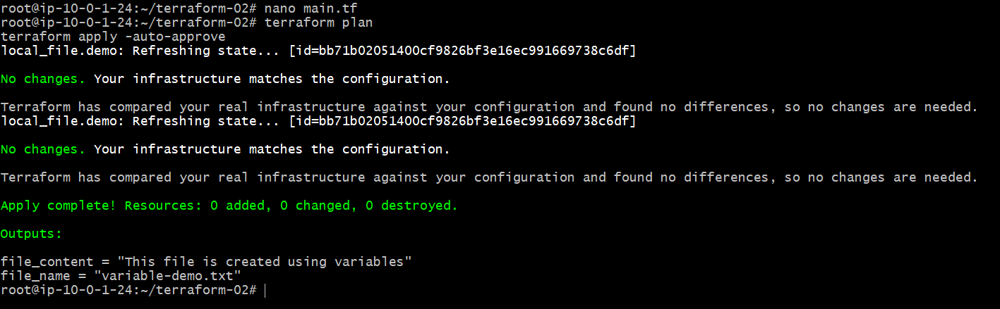 root@ip-10-0-1-24:~/terraform-02# nano main.tf
root@ip-10-0-1-24:~/terraform-02# terraform plan
terraform apply -auto-approve
local_file.demo: Refreshing state... [id=bb71b02051400cf9826bf3e16ec991669738c6df]
No changes. Your infrastructure matches the configuration.
Terraform has compared your real infrastructure against your configuration and found no differences, so no changes are needed.
local_file.demo: Refreshing state... [id=bb71b02051400cf9826bf3e16ec991669738c6df]
No changes. Your infrastructure matches the configuration.
Terraform has compared your real infrastructure against your configuration and found no differences, so no changes are needed.
Apply complete! Resources: 0 added, 0 changed, 0 destroyed.
Outputs:
file_content = "This file is created using variables"
file_name = "variable-demo.txt"
root@ip-10-0-1-24:~/terraform-02#